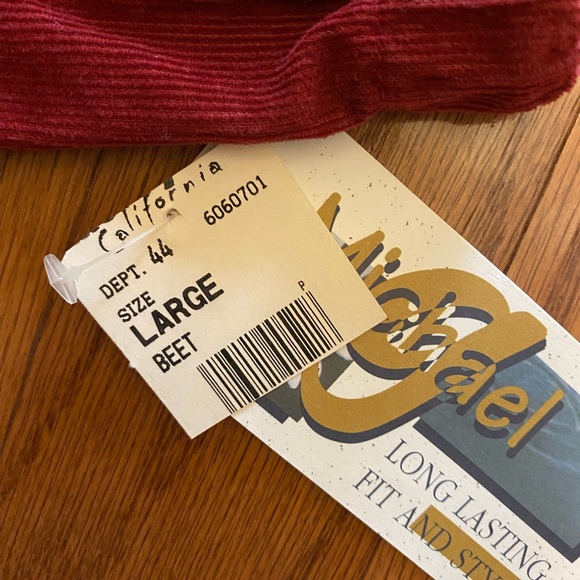 California
6060701
DEPT. 44
SIZE
LARGE
BEET
P
Michael
LONG LASTING
FIT AND STY